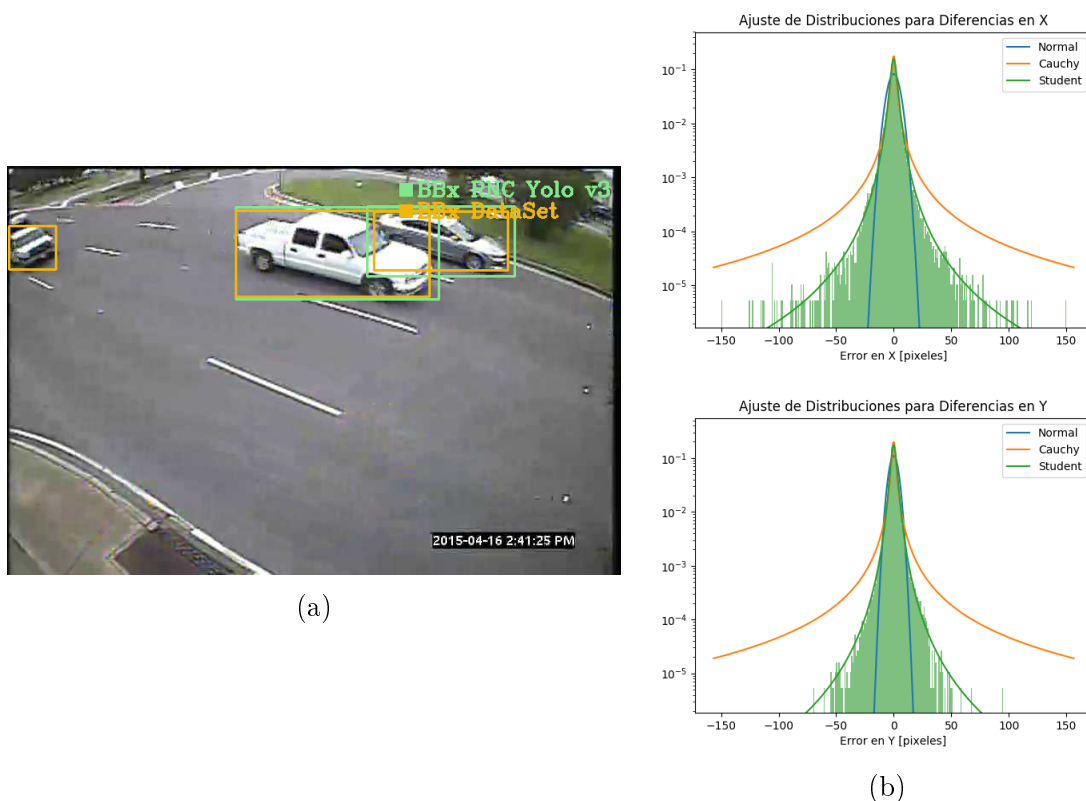 BBx RNC Yolo v3
BBx DataSet
2015-04-16 2:41:25 PM
(a)
Ajuste de Distribuciones para Diferencias en X
Normal
Cauchy
Student
10⁻¹
10⁻²
10⁻³
10⁻⁴
10⁻⁵
−150 −100 −50 0 50 100 150
Error en X [pixeles]
Ajuste de Distribuciones para Diferencias en Y
Normal
Cauchy
Student
10⁻¹
10⁻²
10⁻³
10⁻⁴
10⁻⁵
−150 −100 −50 0 50 100 150
Error en Y [pixeles]
(b)